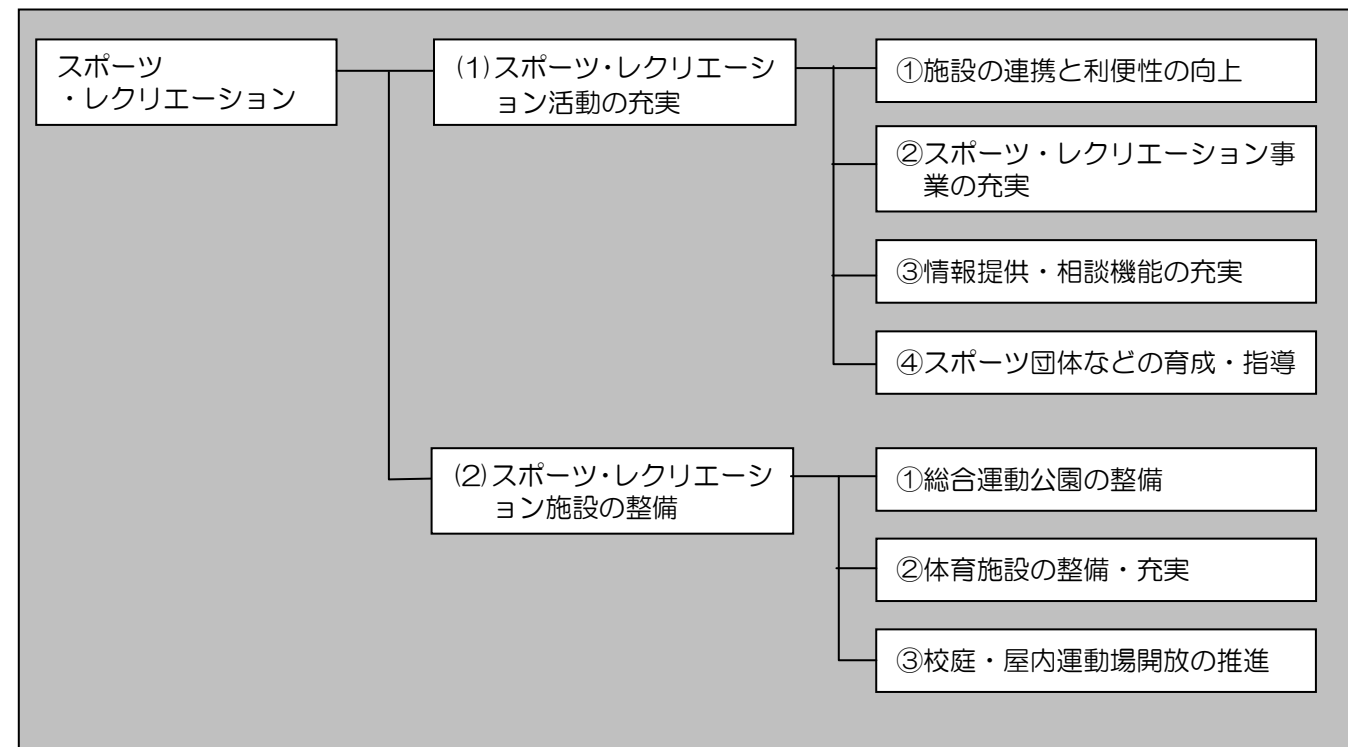 スポーツ
・レクリエーション
(1)スポーツ・レクリエーシ
ョン活動の充実
①施設の連携と利便性の向上
②スポーツ・レクリエーション事
業の充実
③情報提供・相談機能の充実
④スポーツ団体などの育成・指導
(2)スポーツ・レクリエーシ
ョン施設の整備
①総合運動公園の整備
②体育施設の整備・充実
③校庭・屋内運動場開放の推進